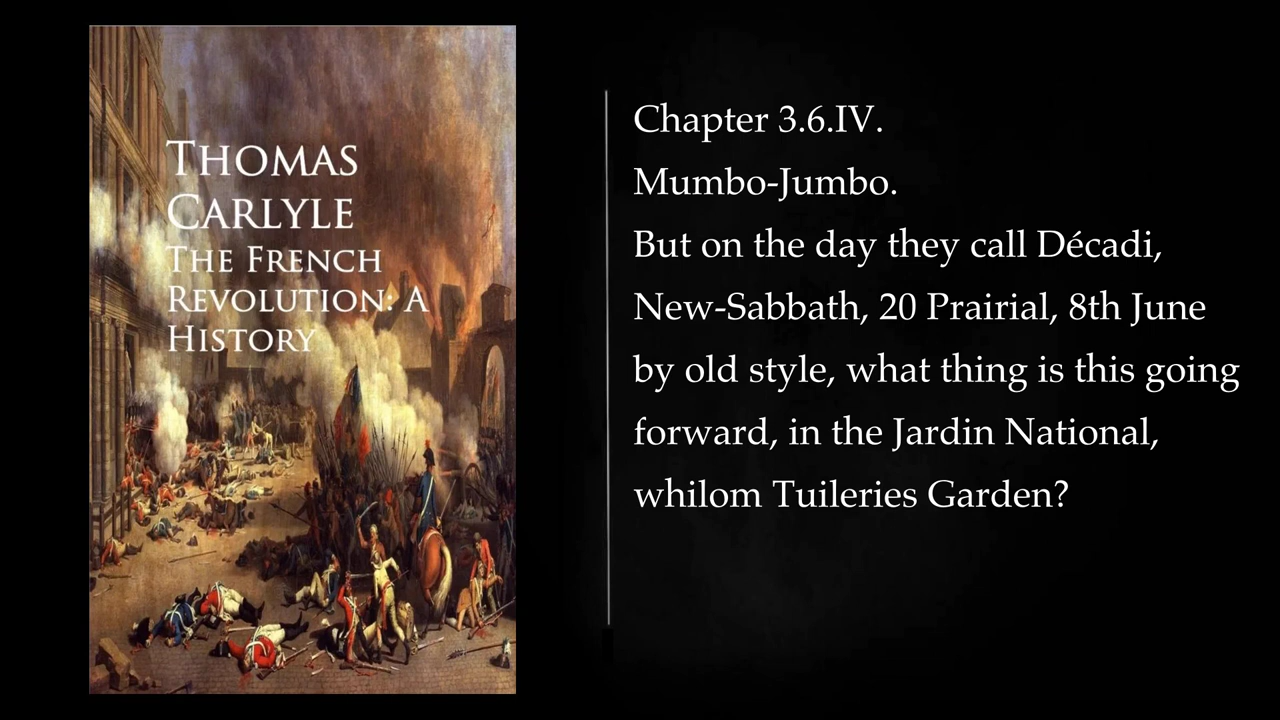 THOMAS
CARLYLE
THE FRENCH
REVOLUTION: A
HISTORY
Chapter 3.6.IV.
Mumbo-Jumbo.
But on the day they call Décadi,
New-Sabbath, 20 Prairial, 8th June
by old style, what thing is this going
forward, in the Jardin National,
whilom Tuileries Garden?